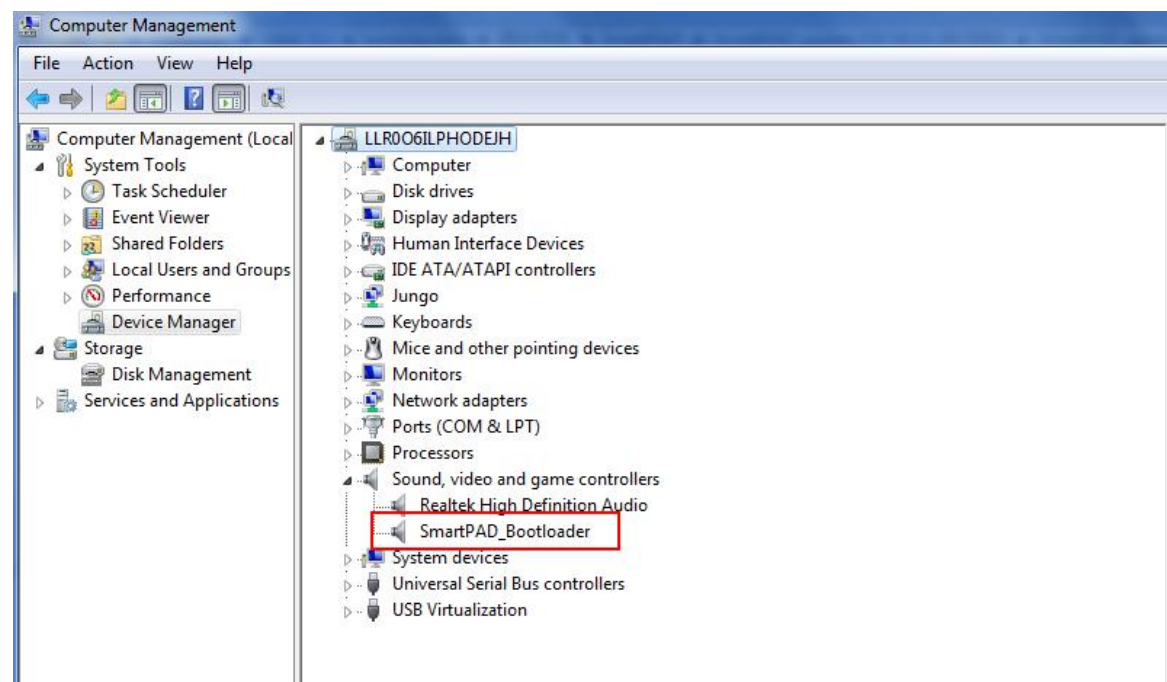 Computer Management
File Action View Help
Computer Management (Local
System Tools
Task Scheduler
Event Viewer
Shared Folders
Local Users and Groups
Performance
Device Manager
Storage
Disk Management
Services and Applications
LLR0O6ILPHODEJH
Computer
Disk drives
Display adapters
Human Interface Devices
IDE ATA/ATAPI controllers
Jungo
Keyboards
Mice and other pointing devices
Monitors
Network adapters
Ports (COM & LPT)
Processors
Sound, video and game controllers
Realtek High Definition Audio
SmartPAD_Bootloader
System devices
Universal Serial Bus controllers
USB Virtualization